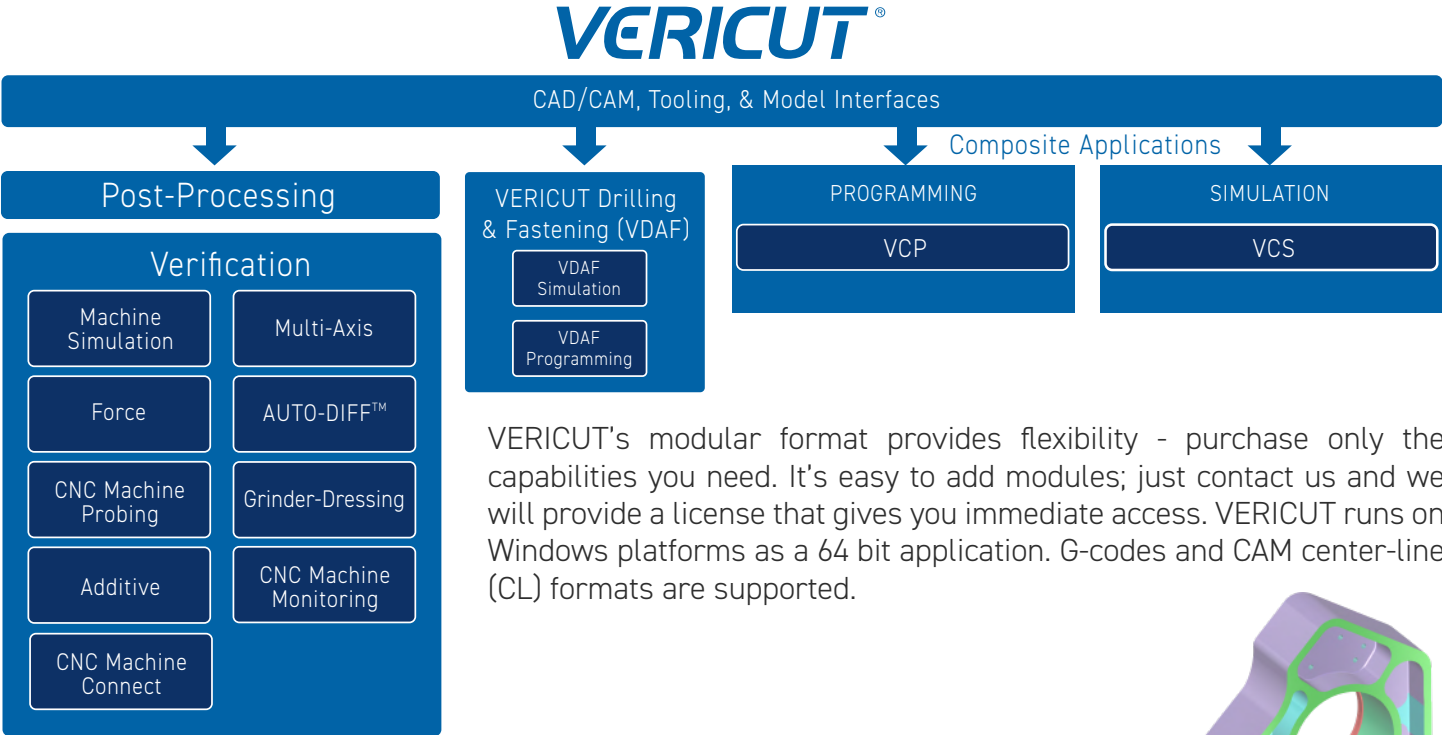 VERICUT®
CAD/CAM, Tooling, & Model Interfaces
Composite Applications
Post-Processing
Verification
Machine
Simulation
Multi-Axis
Force
AUTO-DIFF™
CNC Machine
Probing
Grinder-Dressing
Additive
CNC Machine
Monitoring
CNC Machine
Connect
VERICUT Drilling
& Fastening (VDAF)
VDAF
Simulation
VDAF
Programming
PROGRAMMING
VCP
SIMULATION
VCS
VERICUT's modular format provides flexibility - purchase only the
capabilities you need. It's easy to add modules; just contact us and we
will provide a license that gives you immediate access. VERICUT runs on
Windows platforms as a 64 bit application. G-codes and CAM center-line
(CL) formats are supported.